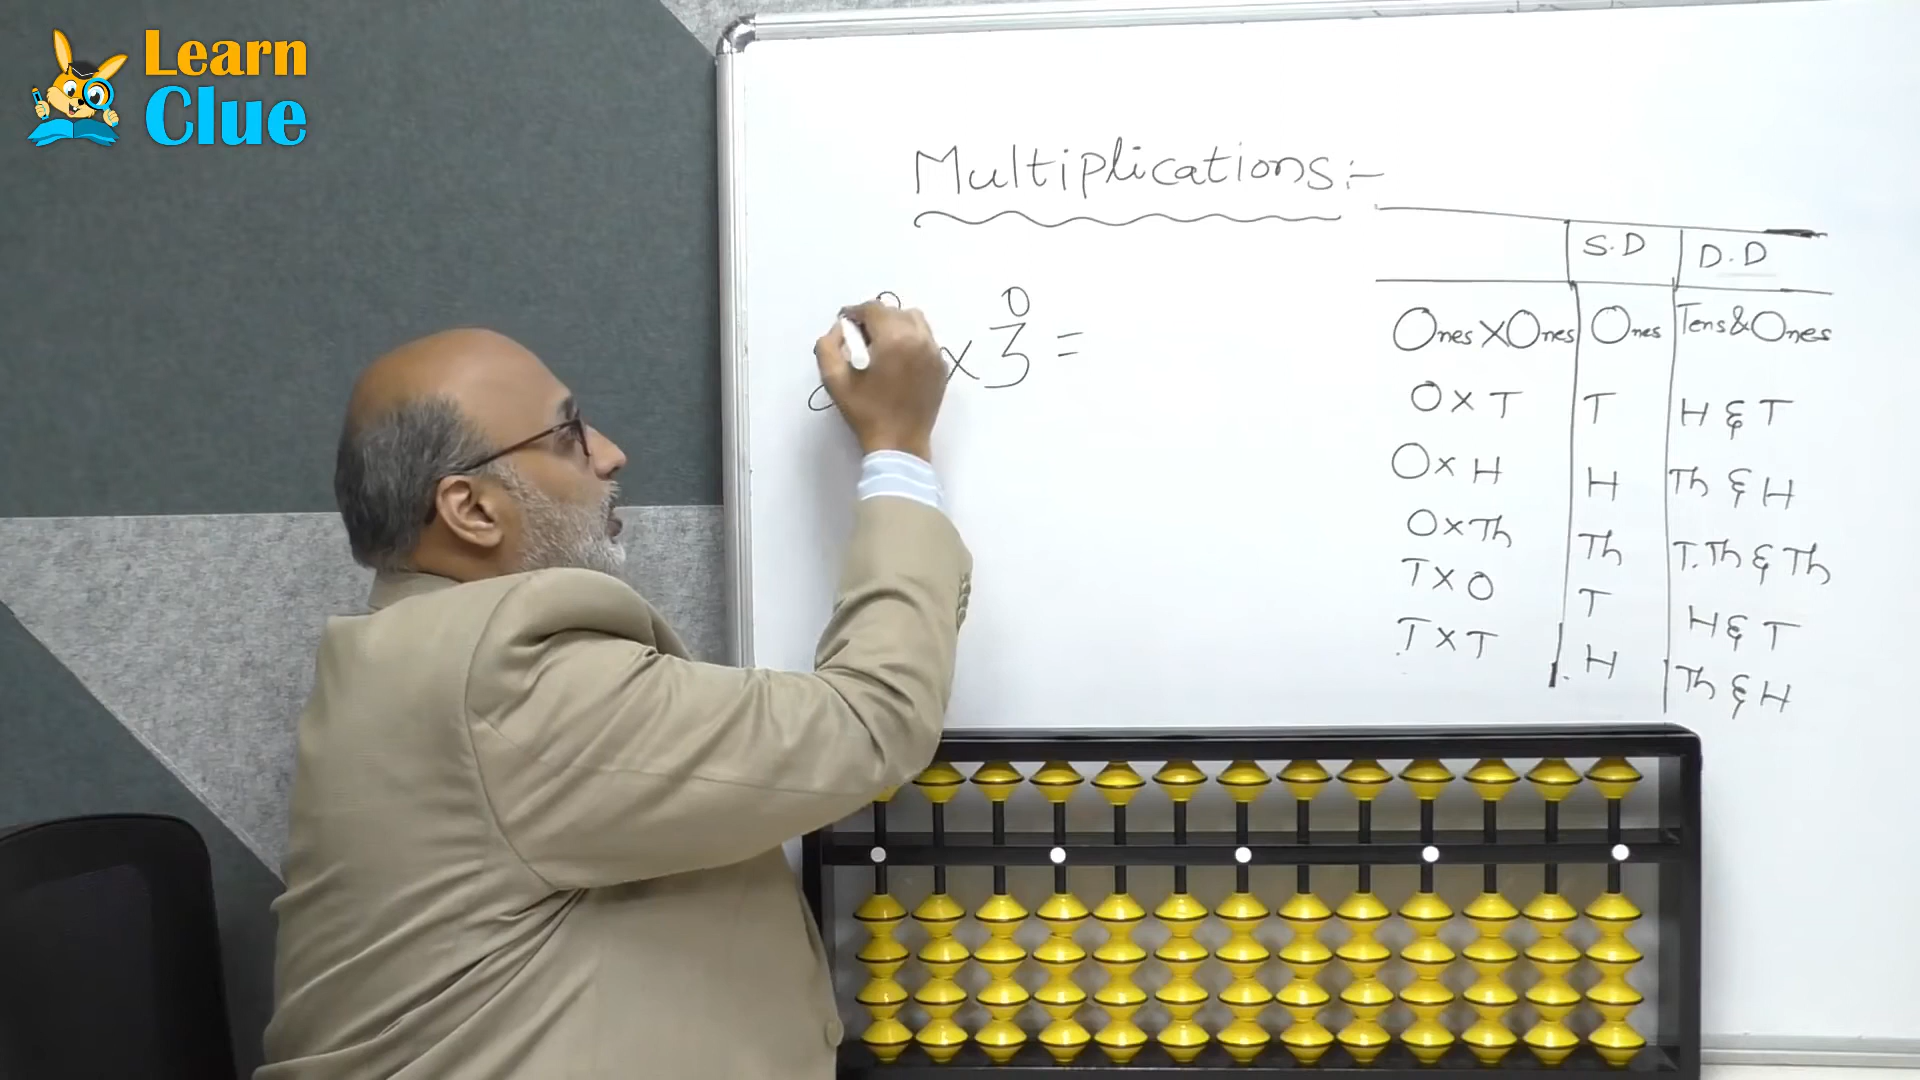 Learn
Clue
Multiplications:-
S.D D.D
0
x 3 =
Ones x Ones Ones Tens & Ones
O x T T H & T
O x H H Th & H
O x Th Th T.Th & Th
T x O T H & T
T x T H Th & H